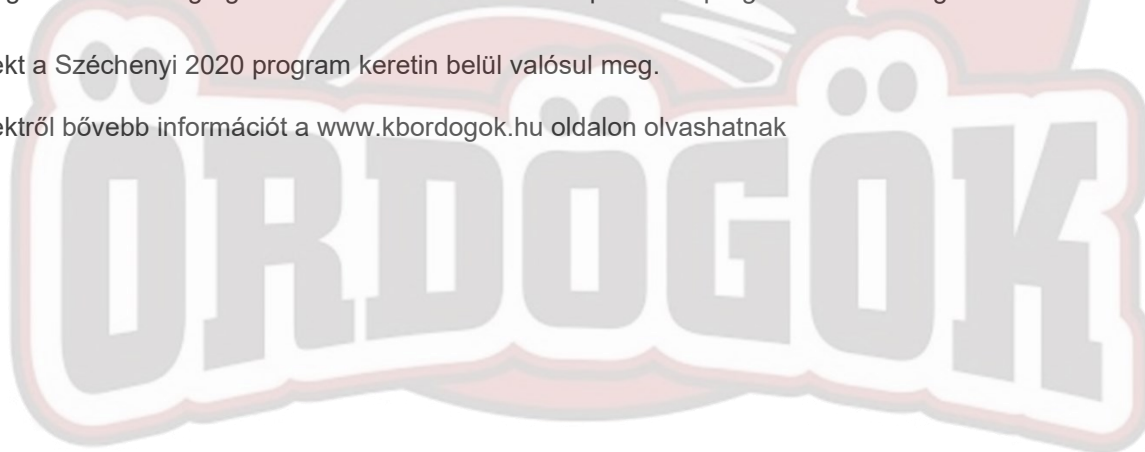 ekt a Széchenyi 2020 program keretin belül valósul meg.
ektről bővebb információt a www.kbordogok.hu oldalon olvashatnak
ÖRDÖGÖK